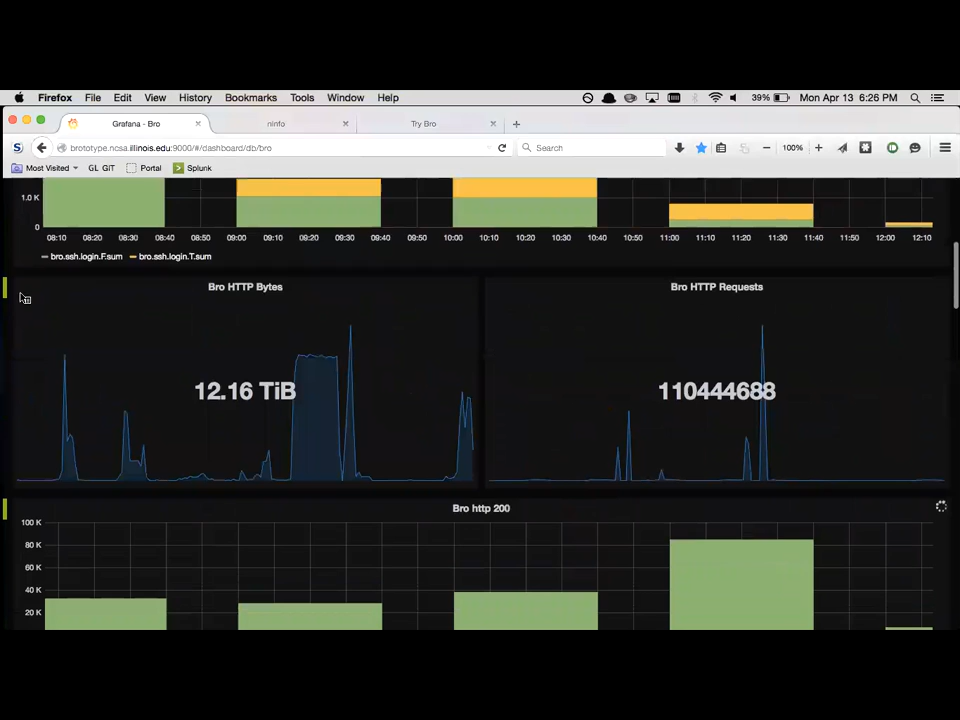 Firefox File Edit View History Bookmarks Tools Window Help 39% Mon Apr 13 6:26 PM
Grafana - Bro ninfo Try Bro
brototype.ncsa.illinois.edu:9000/#/dashboard/db/bro Search 100%
Most Visited GL GIT Portal Splunk
1.0 K
0
08:10 08:20 08:30 08:40 08:50 09:00 09:10 09:20 09:30 09:40 09:50 10:00 10:10 10:20 10:30 10:40 10:50 11:00 11:10 11:20 11:30 11:40 11:50 12:00 12:10
bro.ssh.login.F.sum bro.ssh.login.T.sum
Bro HTTP Bytes Bro HTTP Requests
12.16 TiB 110444688
Bro http 200
100 K
80 K
60 K
40 K
20 K